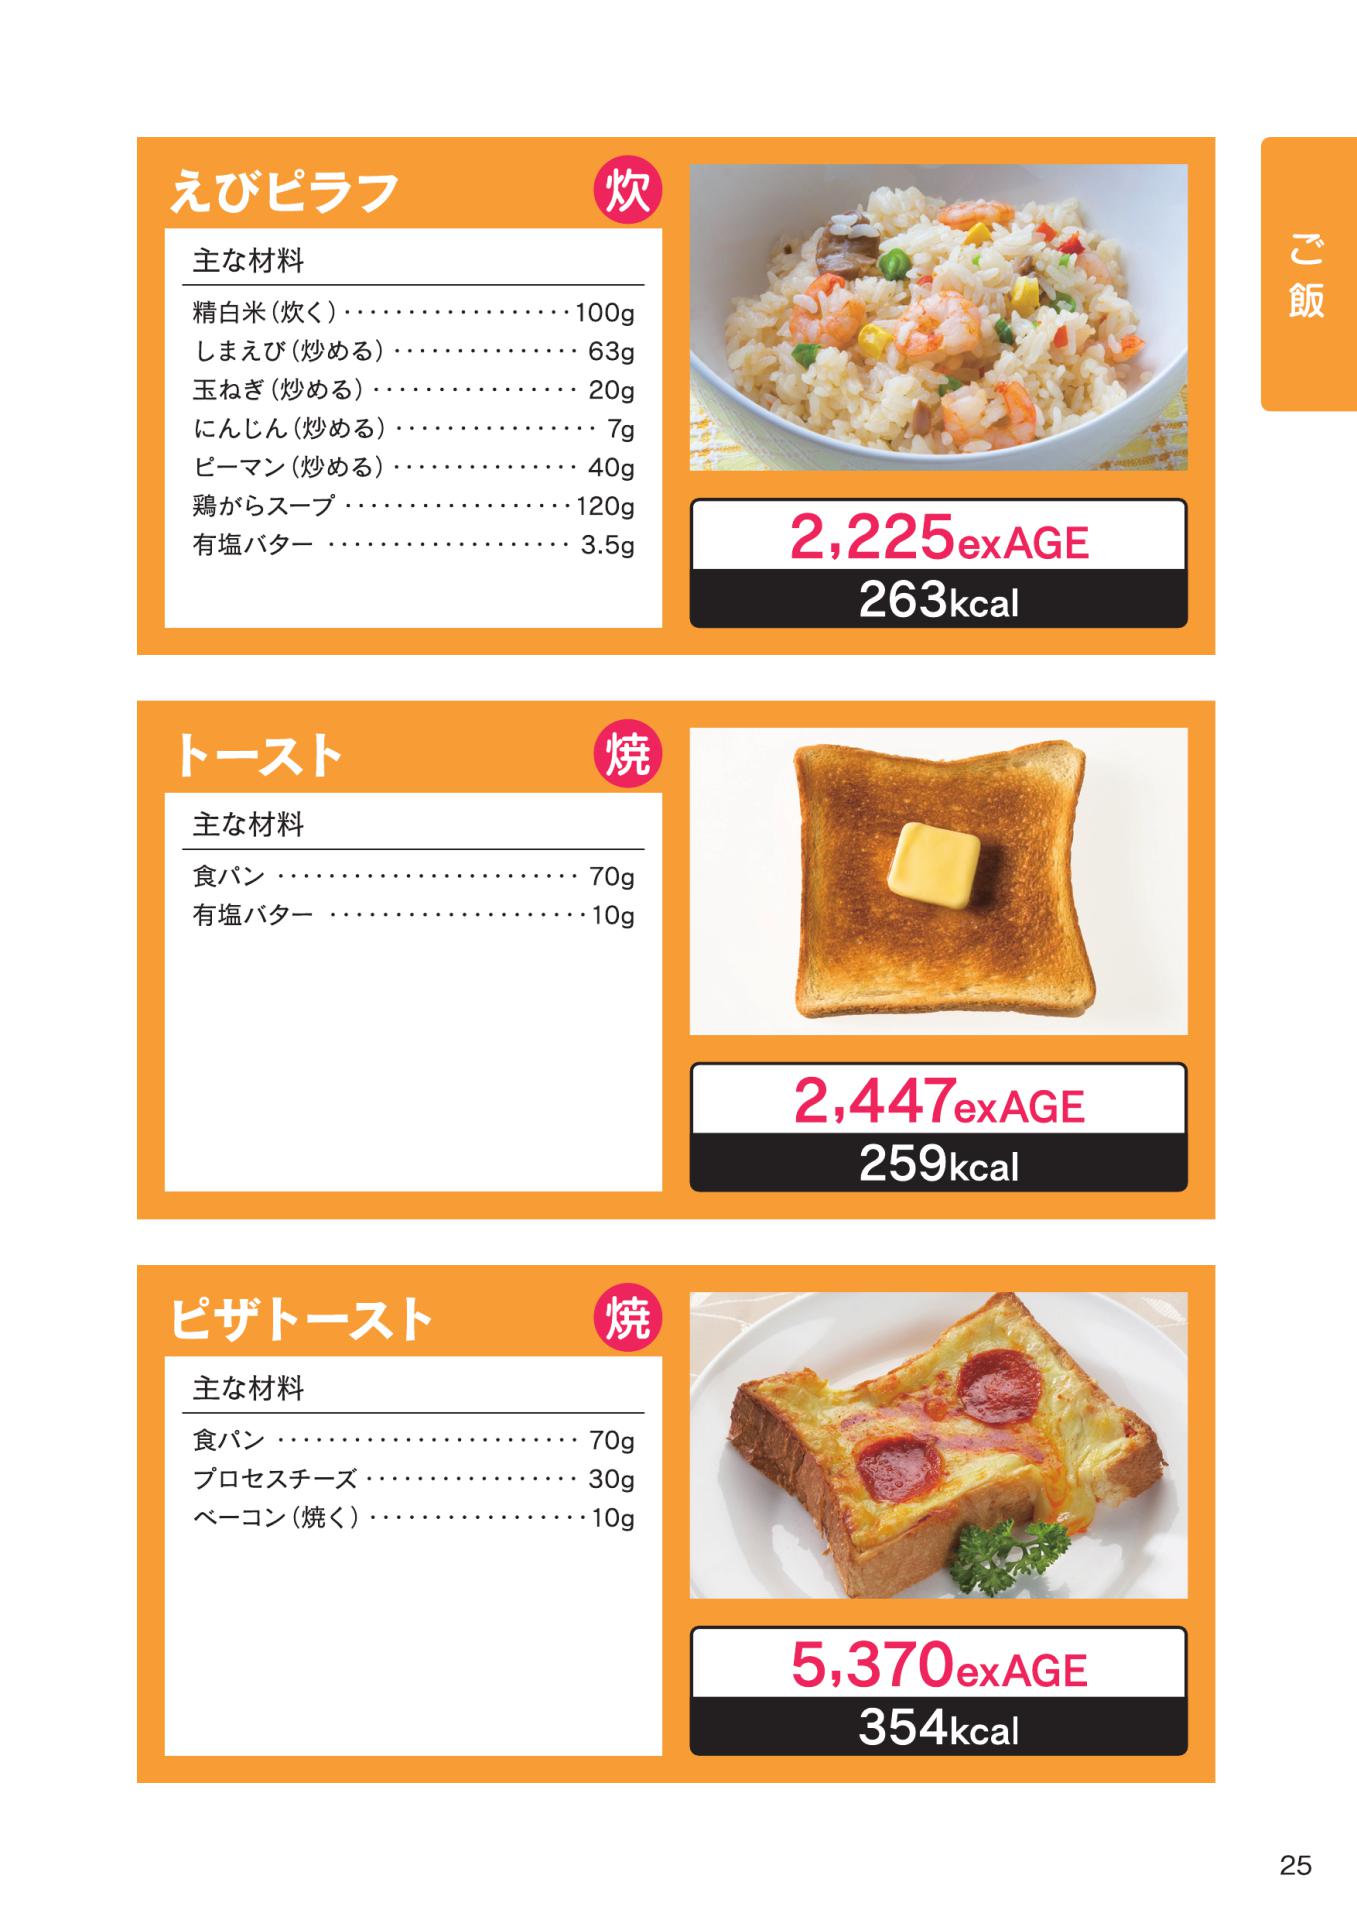 えびピラフ
炊
主な材料
精白米（炊く）‥‥‥‥‥‥‥‥‥100g
しまえび（炒める）‥‥‥‥‥‥‥‥63g
玉ねぎ（炒める）‥‥‥‥‥‥‥‥20g
にんじん（炒める）‥‥‥‥‥‥‥‥7g
ピーマン（炒める）‥‥‥‥‥‥‥‥40g
鶏がらスープ‥‥‥‥‥‥‥‥‥120g
有塩バター‥‥‥‥‥‥‥‥‥‥3.5g
2,225exAGE
263kcal
トースト
焼
主な材料
食パン‥‥‥‥‥‥‥‥‥‥‥‥70g
有塩バター‥‥‥‥‥‥‥‥‥‥10g
2,447exAGE
259kcal
ピザトースト
焼
主な材料
食パン‥‥‥‥‥‥‥‥‥‥‥‥70g
プロセスチーズ‥‥‥‥‥‥‥‥‥30g
ベーコン（焼く）‥‥‥‥‥‥‥‥‥10g
5,370exAGE
354kcal
ご飯
25